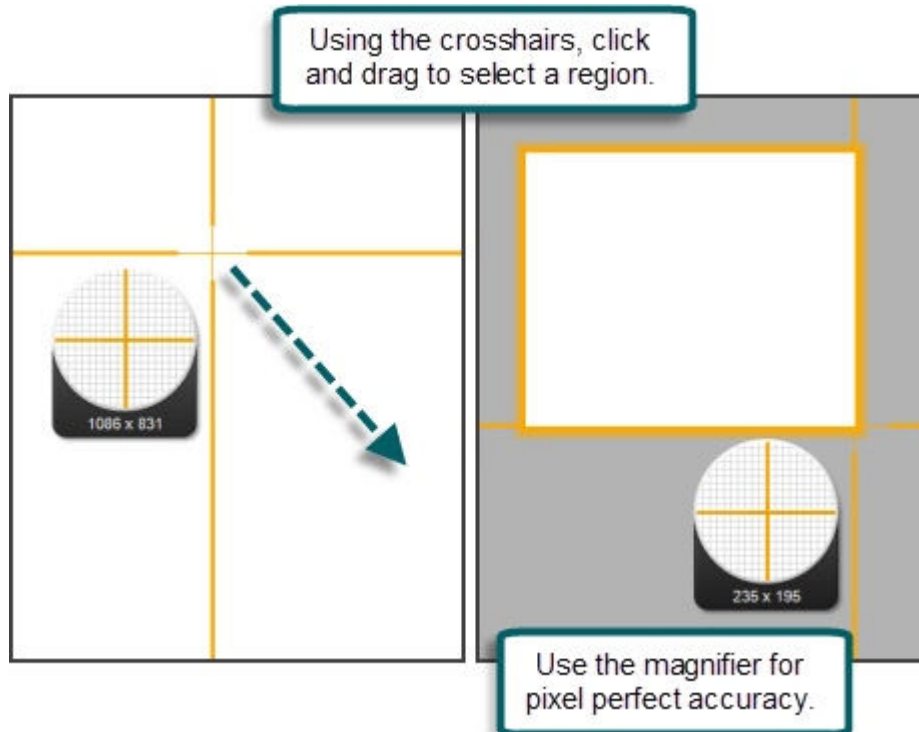 Using the crosshairs, click
and drag to select a region.
1086 x 831
235 x 195
Use the magnifier for
pixel perfect accuracy.